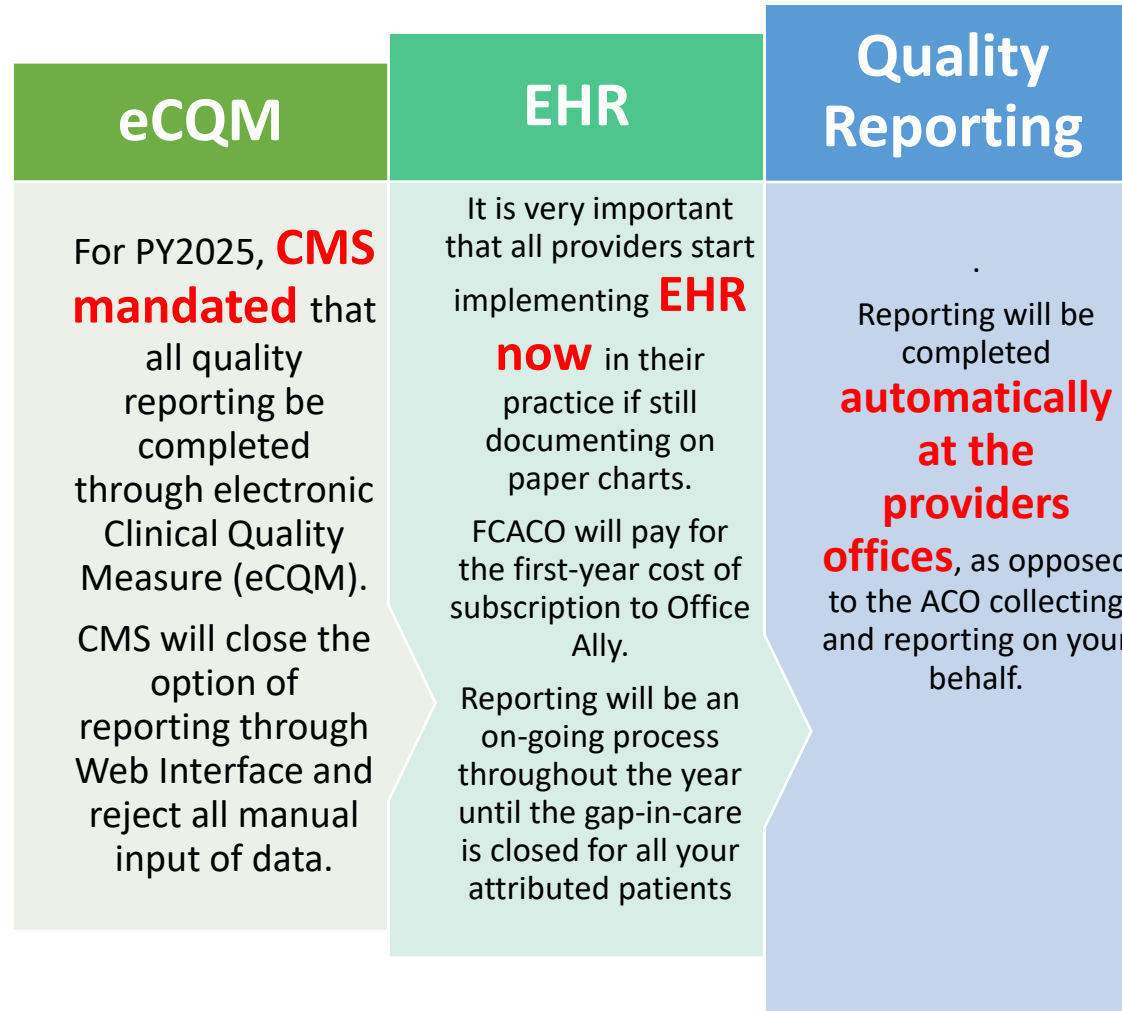 eCQM
For PY2025, CMS
mandated that
all quality
reporting be
completed
through electronic
Clinical Quality
Measure (eCQM).
CMS will close the
option of
reporting through
Web Interface and
reject all manual
input of data.
EHR
It is very important
that all providers start
implementing EHR
now in their
practice if still
documenting on
paper charts.
FCACO will pay for
the first-year cost of
subscription to Office
Ally.
Reporting will be an
on-going process
throughout the year
until the gap-in-care
is closed for all your
attributed patients
Quality
Reporting
.
Reporting will be
completed
automatically
at the
providers
offices, as opposed
to the ACO collecting
and reporting on your
behalf.